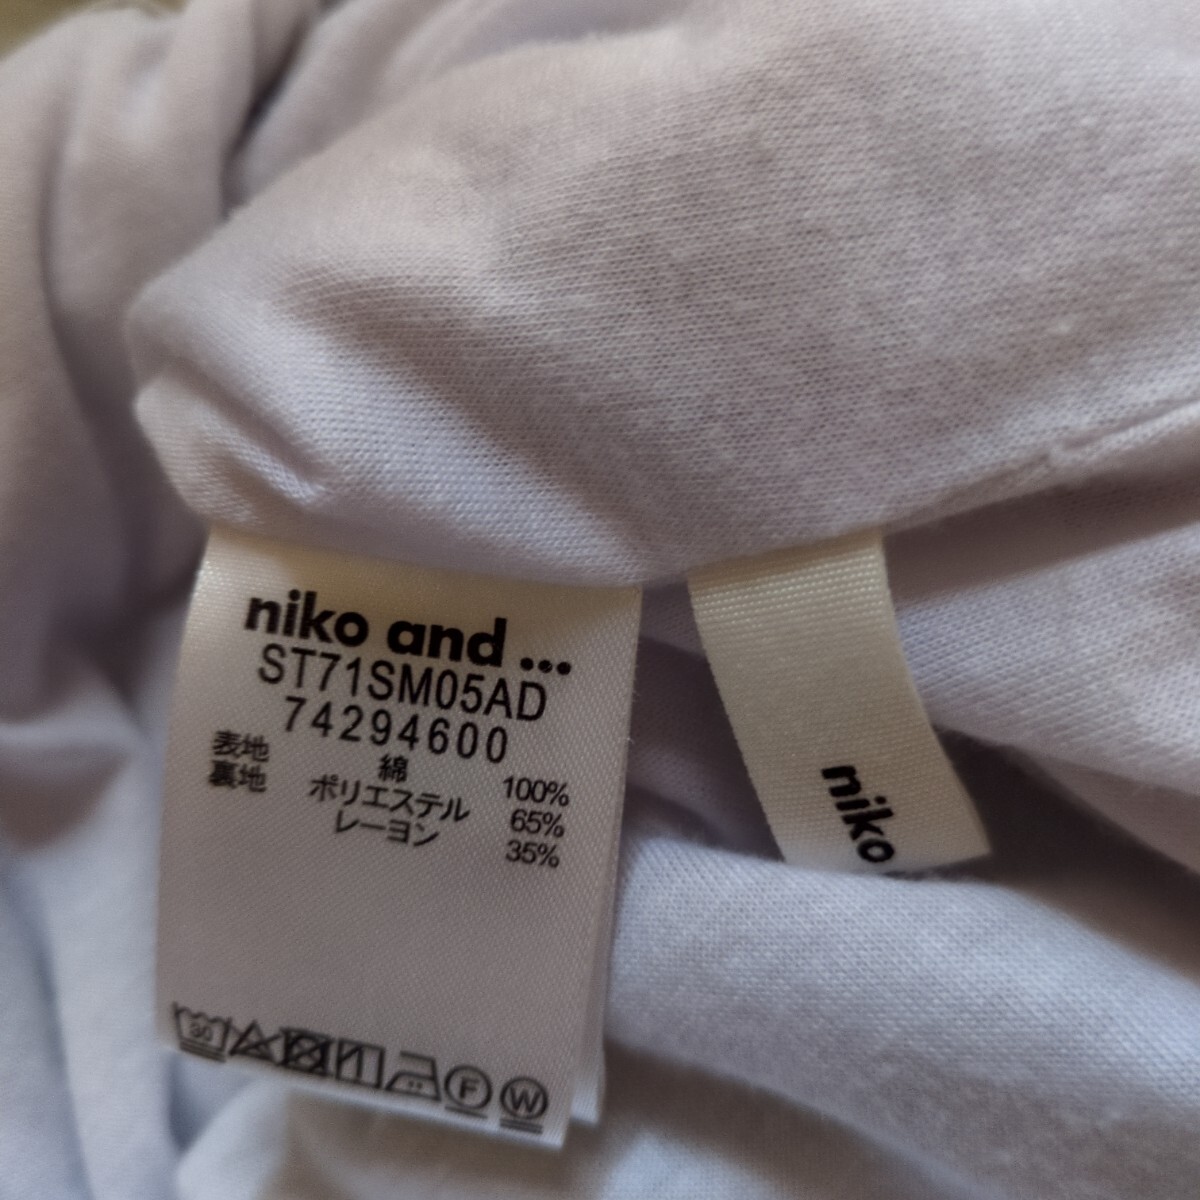 niko and ...
ST71SM05AD
74294600
表地 綿 100%
裏地 ポリエステル 65%
レーヨン 35%
30 F W
niko